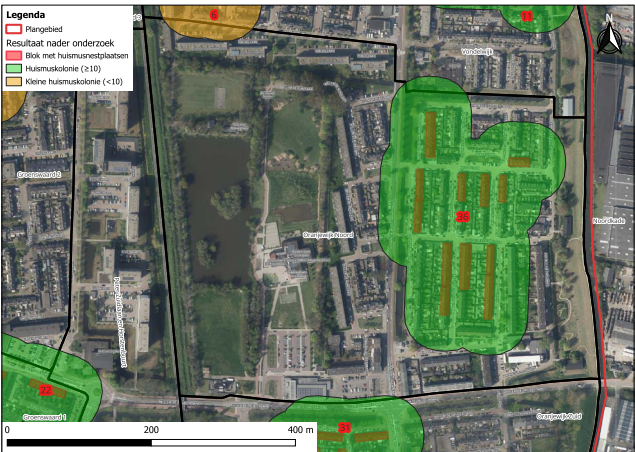 Legenda
Plangebied
Resultaat nader onderzoek
Blok met huismusnestplaatsen
Huismuskolonie (≥10)
Kleine huismuskolonie (<10)
6
11
N
Vondelwijk
Groenswaard 2
Noordkade
Oranjewijk-Noord
22
Groenswaard 1
31
Oranjewijk-Zuid
0 200 400 m